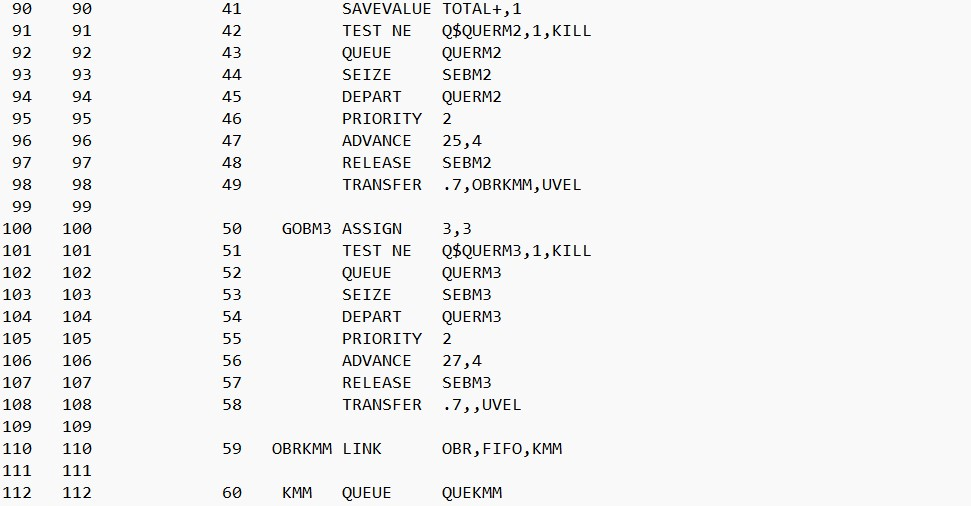 90 90 41 SAVEVALUE TOTAL+,1
91 91 42 TEST NE Q$QUERM2,1,KILL
92 92 43 QUEUE QUERM2
93 93 44 SEIZE SEBM2
94 94 45 DEPART QUERM2
95 95 46 PRIORITY 2
96 96 47 ADVANCE 25,4
97 97 48 RELEASE SEBM2
98 98 49 TRANSFER .7,OBRKMM,UVEL
99 99
100 100 50 GOBM3 ASSIGN 3,3
101 101 51 TEST NE Q$QUERM3,1,KILL
102 102 52 QUEUE QUERM3
103 103 53 SEIZE SEBM3
104 104 54 DEPART QUERM3
105 105 55 PRIORITY 2
106 106 56 ADVANCE 27,4
107 107 57 RELEASE SEBM3
108 108 58 TRANSFER .7,,UVEL
109 109
110 110 59 OBRKMM LINK OBR,FIFO,KMM
111 111
112 112 60 KMM QUEUE QUEKMM